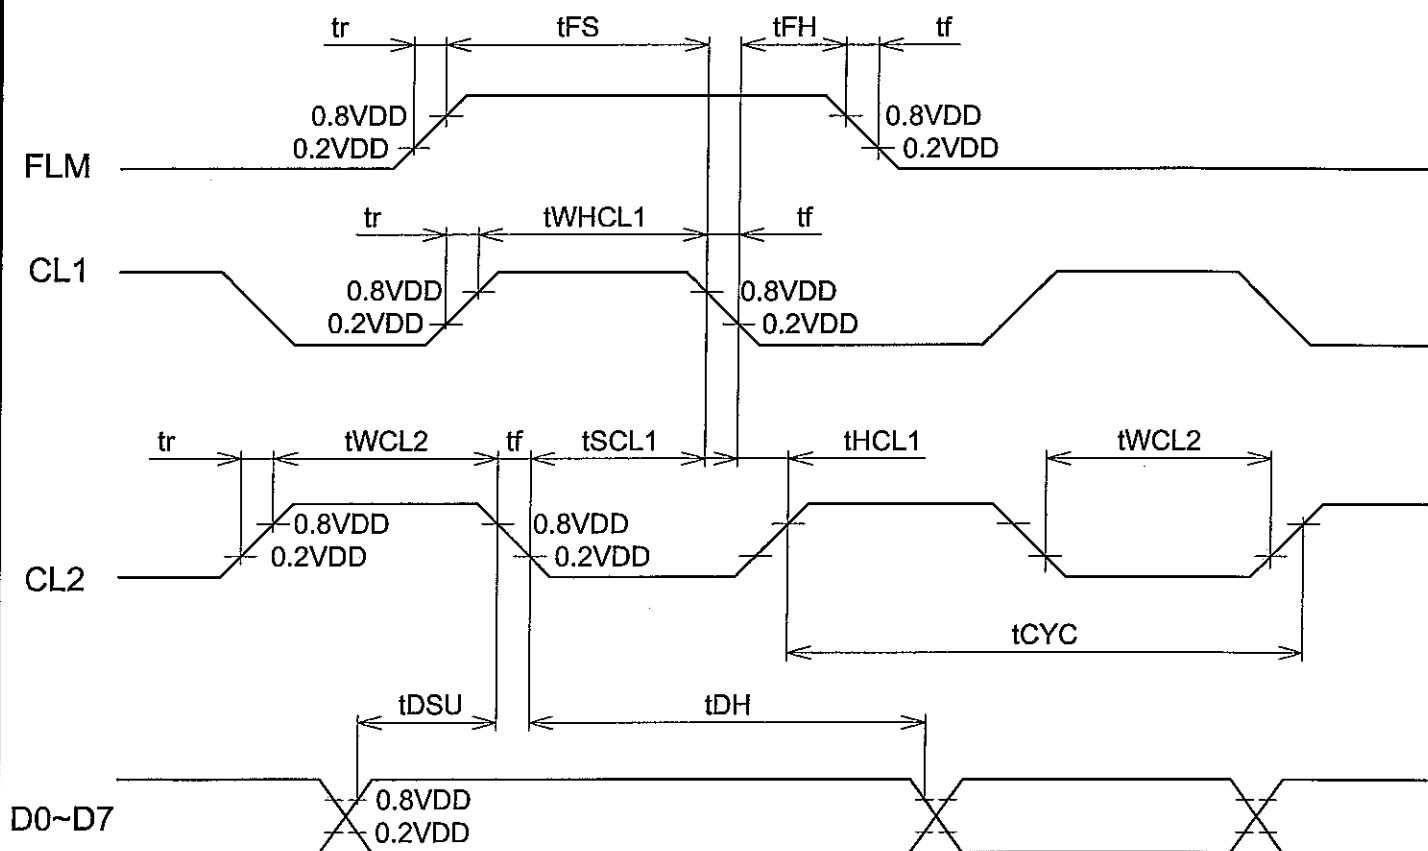 tr tFS tFH tf
0.8VDD 0.8VDD
0.2VDD 0.2VDD
FLM
tr tWHCL1 tf
CL1
0.8VDD 0.8VDD
0.2VDD 0.2VDD
tr tWCL2 tf tSCL1 tHCL1 tWCL2
0.8VDD 0.8VDD
0.2VDD 0.2VDD
CL2
tCYC
tDSU tDH
0.8VDD
D0~D7
0.2VDD